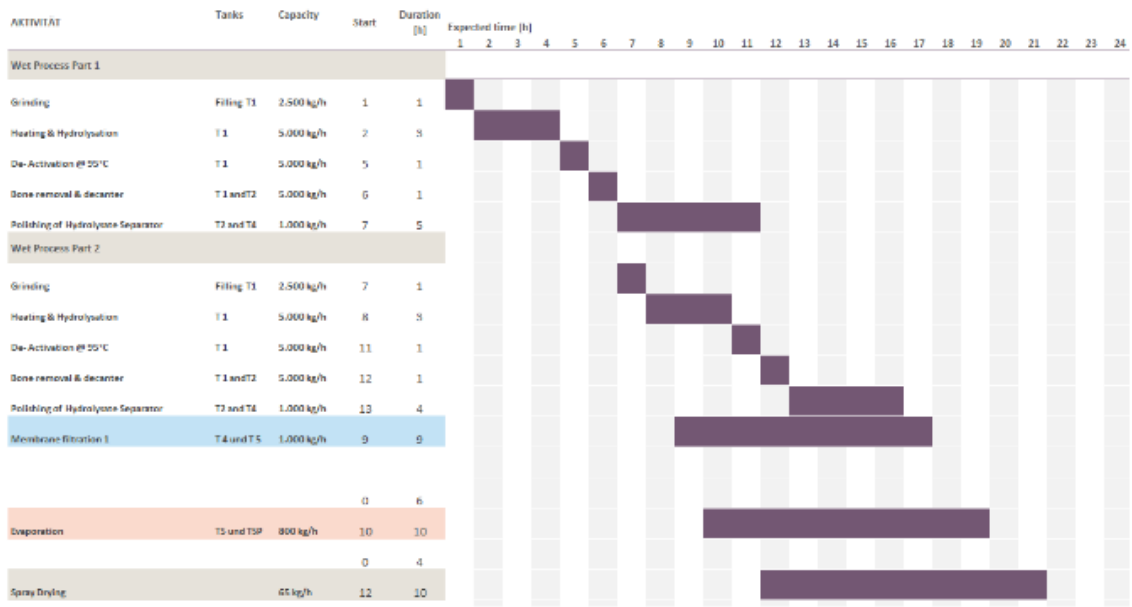 AKTIVITÄT Tanks Capacity Start Duration [h] Expected time [h]
1 2 3 4 5 6 7 8 9 10 11 12 13 14 15 16 17 18 19 20 21 22 23 24
Wet Process Part 1
Grinding Filling T1 2.500 kg/h 1 1
Heating & Hydrolysation T1 5.000 kg/h 2 3
De-Activation @ 95°C T1 5.000 kg/h 5 1
Bone removal & decanter T1 andT2 5.000 kg/h 6 1
Polishing of Hydrolysate Separator T2 and T4 1.000 kg/h 7 5
Wet Process Part 2
Grinding Filling T1 2.500 kg/h 7 1
Heating & Hydrolysation T1 5.000 kg/h 8 3
De-Activation @ 95°C T1 5.000 kg/h 11 1
Bone removal & decanter T1 andT2 5.000 kg/h 12 1
Polishing of Hydrolysate Separator T2 and T4 1.000 kg/h 13 4
Membrane filtration 1 T4 und T5 1.000 kg/h 9 9
0 6
Evaporation T5 und T5P 800 kg/h 10 10
0 4
Spray Drying 65 kg/h 12 10